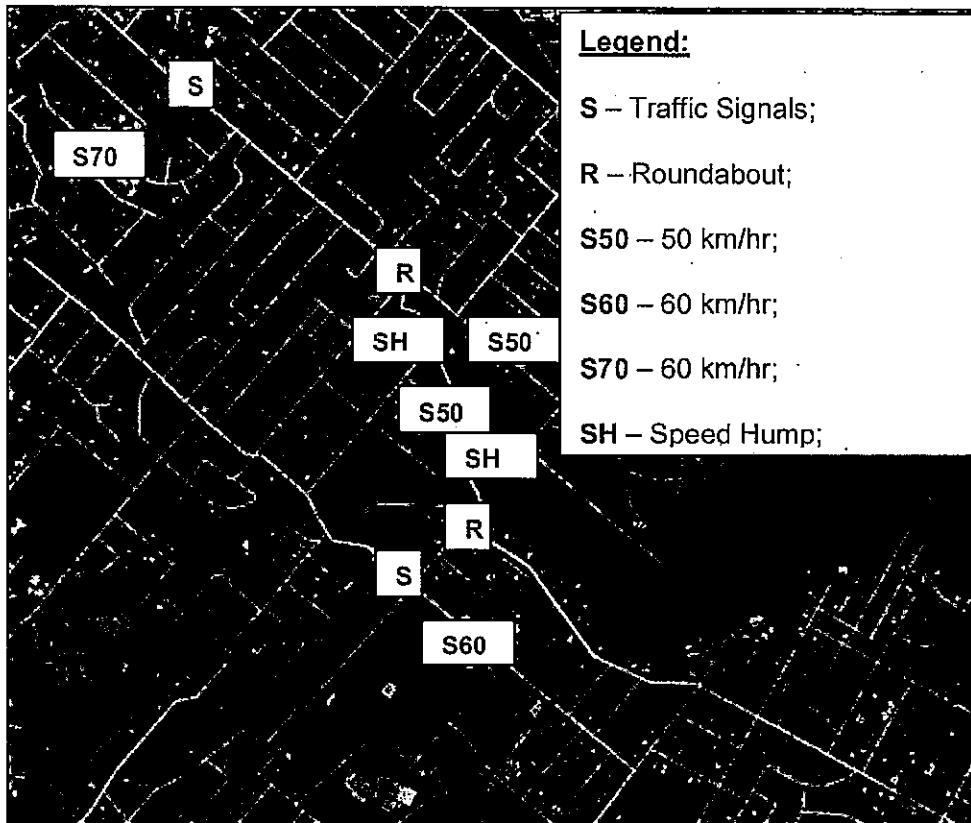 Legend:
S
S – Traffic Signals;
S70
R – Roundabout;
S50 – 50 km/hr;
R
S60 – 60 km/hr;
SH
S50
S70 – 60 km/hr;
S50
SH – Speed Hump;
SH
R
S
S60